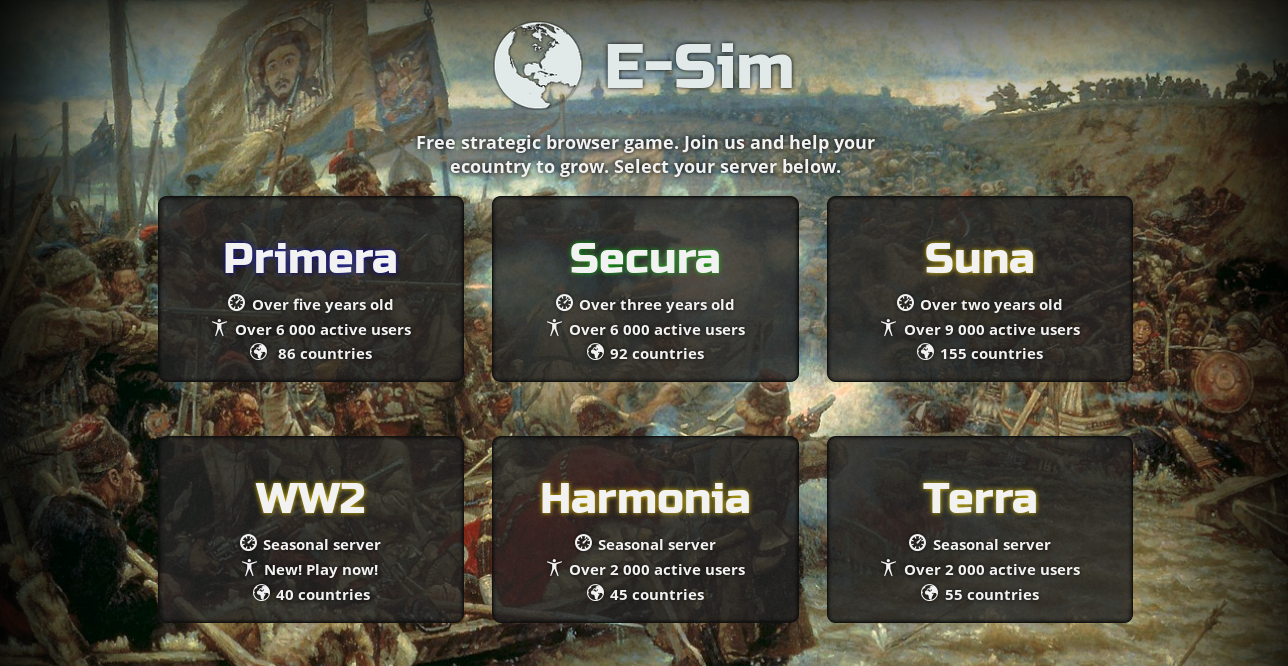 E-Sim
Free strategic browser game. Join us and help your
ecountry to grow. Select your server below.
Primera
Over five years old
Over 6 000 active users
86 countries
Secura
Over three years old
Over 6 000 active users
92 countries
Suna
Over two years old
Over 9 000 active users
155 countries
WW2
Seasonal server
New! Play now!
40 countries
Harmonia
Seasonal server
Over 2 000 active users
45 countries
Terra
Seasonal server
Over 2 000 active users
55 countries